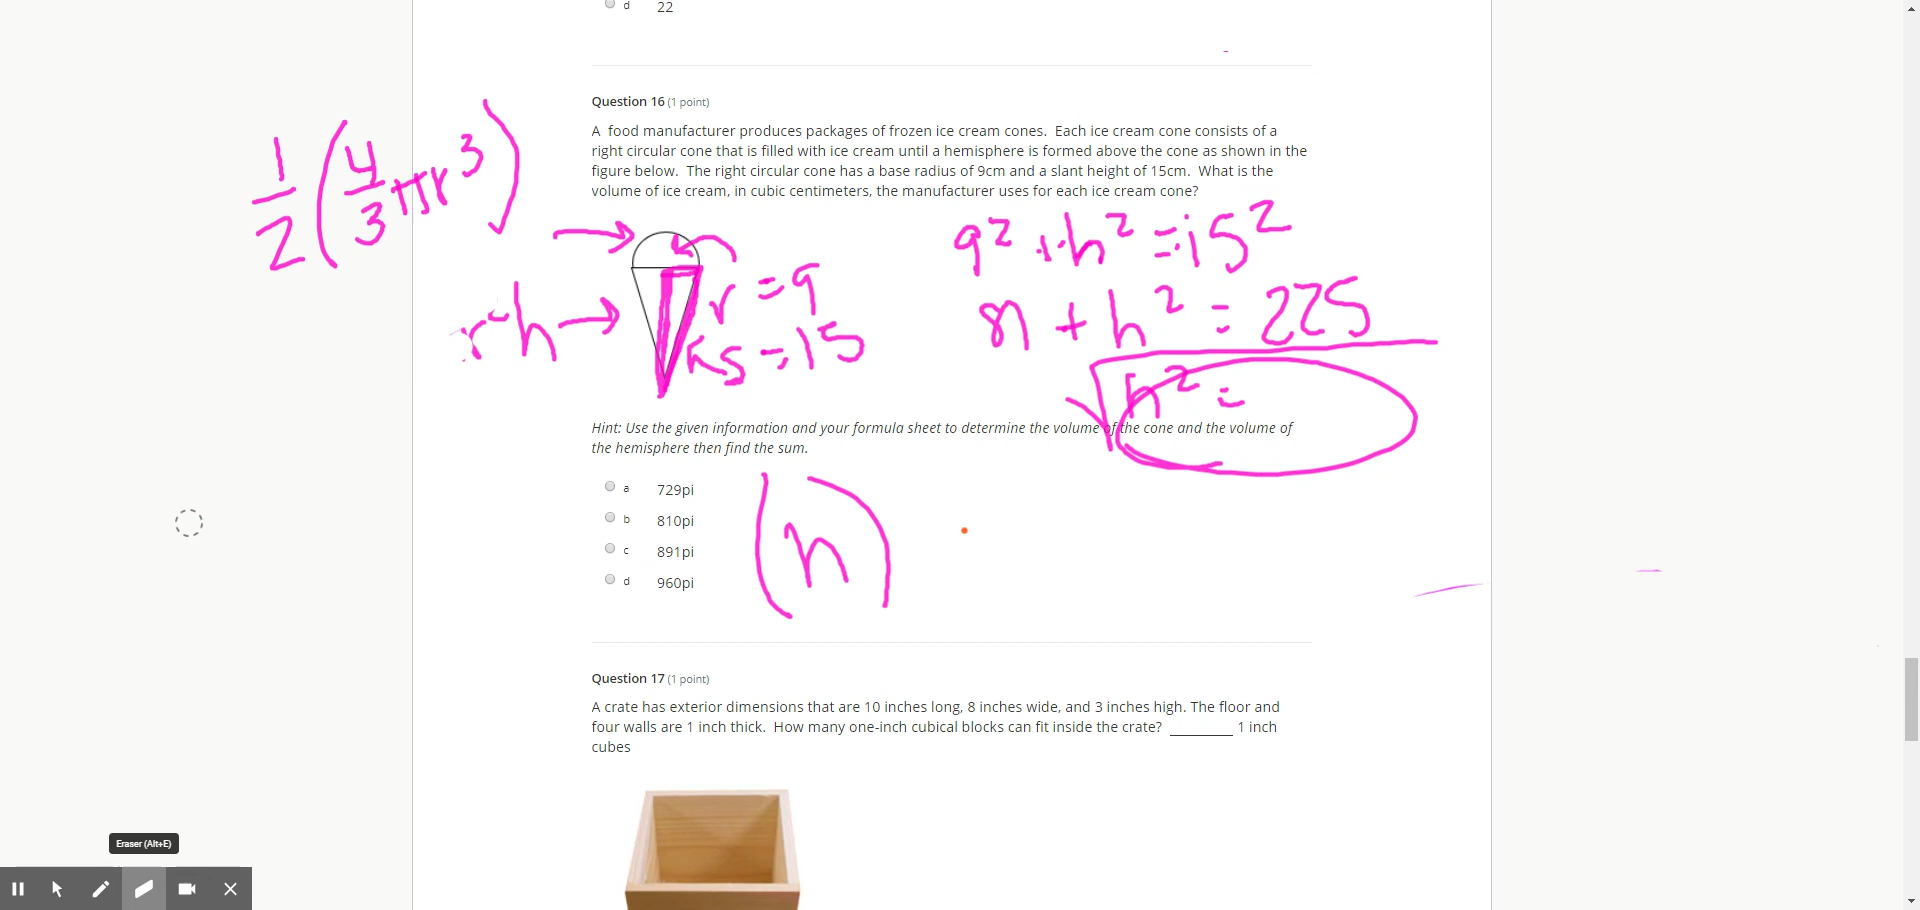 d 22
Question 16 (1 point)
A food manufacturer produces packages of frozen ice cream cones. Each ice cream cone consists of a
right circular cone that is filled with ice cream until a hemisphere is formed above the cone as shown in the
figure below. The right circular cone has a base radius of 9cm and a slant height of 15cm. What is the
volume of ice cream, in cubic centimeters, the manufacturer uses for each ice cream cone?
1/2 (4/3 πr³)
r²h
r = 9
s = 15
9² + h² = 15²
81 + h² = 225
h² =
Hint: Use the given information and your formula sheet to determine the volume of the cone and the volume of
the hemisphere then find the sum.
a 729pi
b 810pi
c 891pi
d 960pi
(h)
Question 17 (1 point)
A crate has exterior dimensions that are 10 inches long, 8 inches wide, and 3 inches high. The floor and
four walls are 1 inch thick. How many one-inch cubical blocks can fit inside the crate? _________ 1 inch
cubes
Eraser (Alt+E)